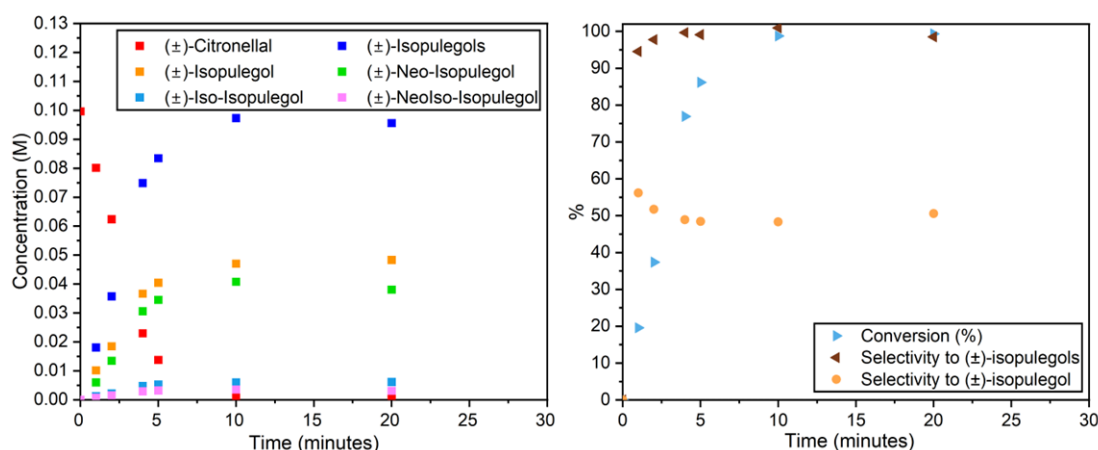 0.13
0.12
0.11
0.10
0.09
0.08
0.07
0.06
0.05
0.04
0.03
0.02
0.01
0.00
Concentration (M)
(±)-Citronellal
(±)-Isopulegols
(±)-Isopulegol
(±)-Neo-Isopulegol
(±)-Iso-Isopulegol
(±)-NeoIso-Isopulegol
0 5 10 15 20 25 30
Time (minutes)
100
90
80
70
60
50
40
30
20
10
0
%
Conversion (%)
Selectivity to (±)-isopulegols
Selectivity to (±)-isopulegol
0 5 10 15 20 25 30
Time (minutes)